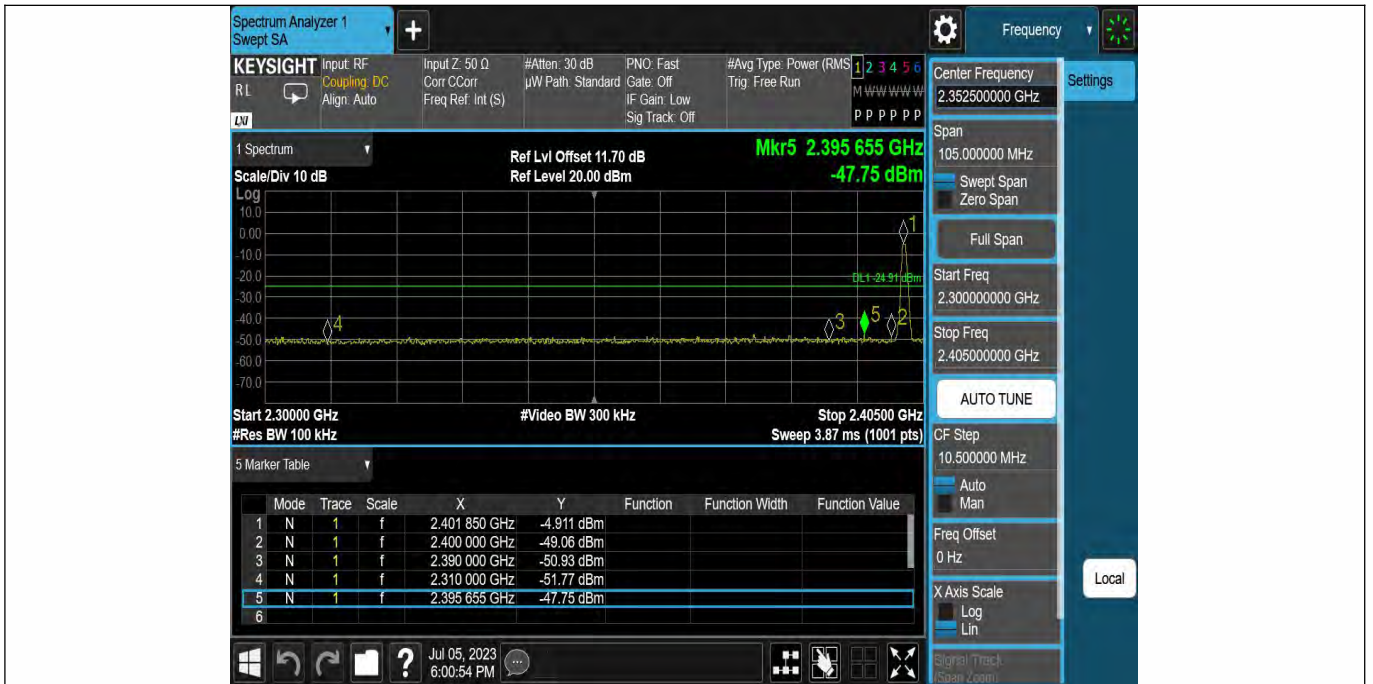 Spectrum Analyzer 1
Swept SA
+
Frequency
KEYSIGHT
RL
LXI
Input: RF
Coupling: DC
Align: Auto
Input Z: 50 Ω
Corr CCorr
Freq Ref: Int (S)
#Atten: 30 dB
µW Path: Standard
PNO: Fast
Gate: Off
IF Gain: Low
Sig Track: Off
#Avg Type: Power (RMS
Trig: Free Run
1 2 3 4 5 6
M W W W W W
P P P P P P
Center Frequency
2.352500000 GHz
Settings
Span
105.000000 MHz
Swept Span
Zero Span
Full Span
Start Freq
2.300000000 GHz
Stop Freq
2.405000000 GHz
AUTO TUNE
CF Step
10.500000 MHz
Auto
Man
Freq Offset
0 Hz
X Axis Scale
Log
Lin
Signal Track
(Span Zoom)
Local
1 Spectrum
Scale/Div 10 dB
Ref Lvl Offset 11.70 dB
Ref Level 20.00 dBm
Mkr5 2.395 655 GHz
-47.75 dBm
Log
10.0
0.00
-10.0
-20.0
-30.0
-40.0
-50.0
-60.0
-70.0
1
DL1 -24.91 dBm
4
3
5
2
Start 2.30000 GHz
#Video BW 300 kHz
Stop 2.40500 GHz
#Res BW 100 kHz
Sweep 3.87 ms (1001 pts)
5 Marker Table
Mode Trace Scale X Y Function Function Width Function Value
1 N 1 f 2.401 850 GHz -4.911 dBm
2 N 1 f 2.400 000 GHz -49.06 dBm
3 N 1 f 2.390 000 GHz -50.93 dBm
4 N 1 f 2.310 000 GHz -51.77 dBm
5 N 1 f 2.395 655 GHz -47.75 dBm
6
?
Jul 05, 2023
6:00:54 PM